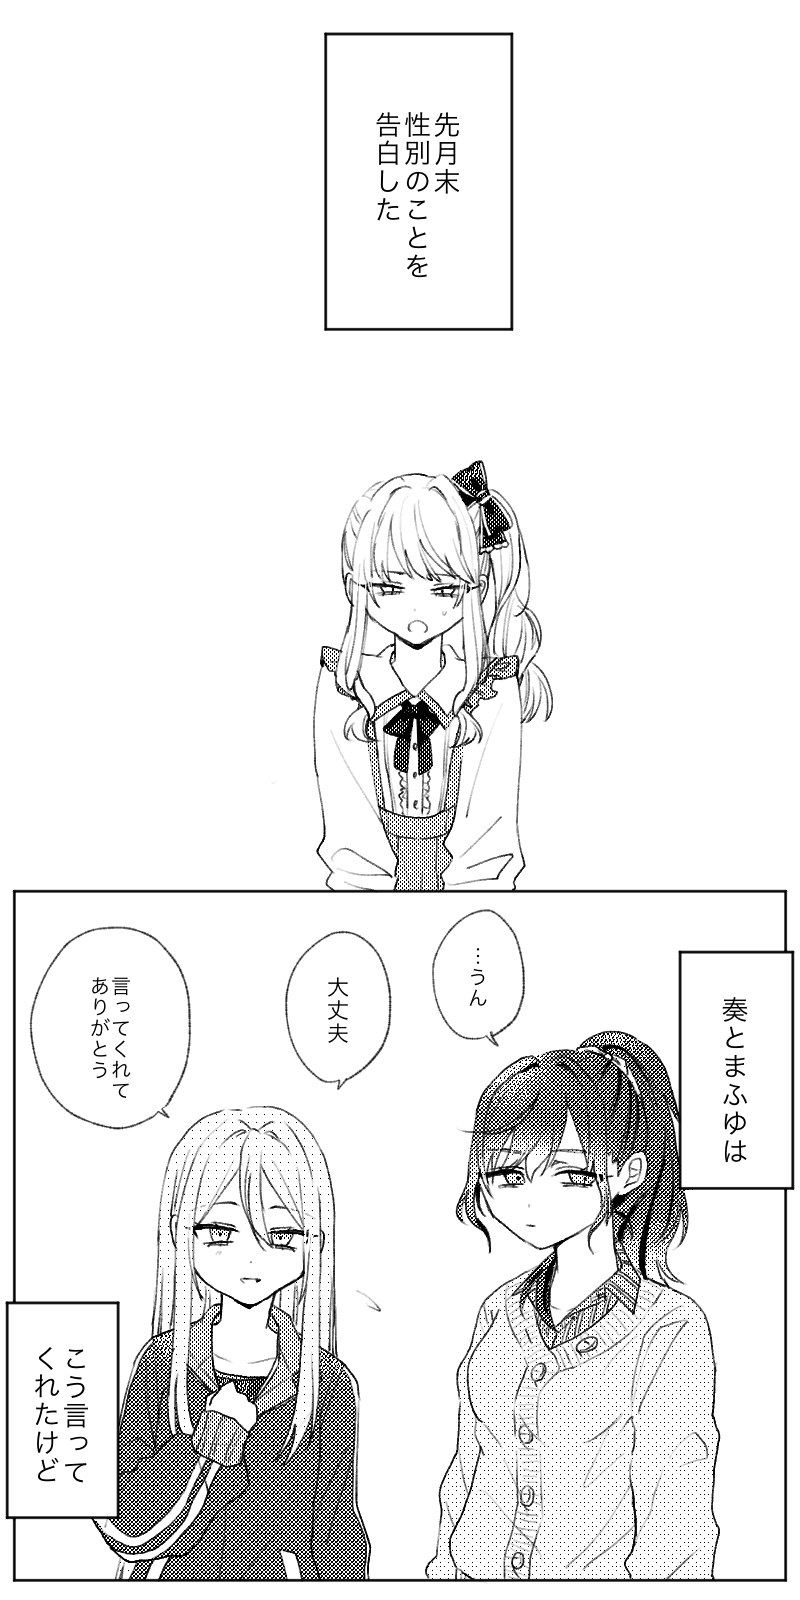 先月末
性別のことを
告白した
奏とまふゆは
…うん
大丈夫
言ってくれて
ありがとう
こう言って
くれたけど